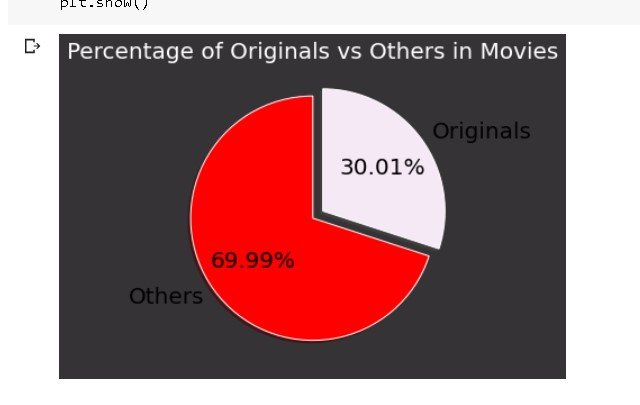 plt.show()
Percentage of Originals vs Others in Movies
Originals
30.01%
69.99%
Others